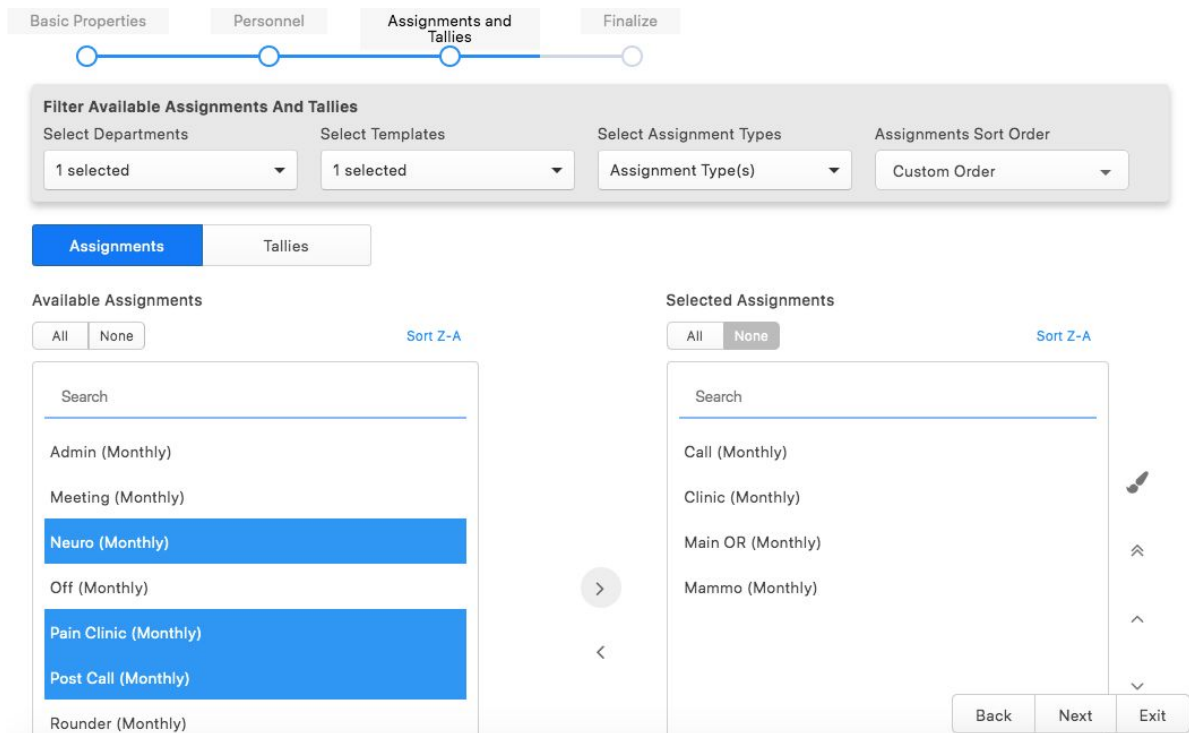 Basic Properties
Personnel
Assignments and
Tallies
Finalize
Filter Available Assignments And Tallies
Select Departments
Select Templates
Select Assignment Types
Assignments Sort Order
1 selected
1 selected
Assignment Type(s)
Custom Order
Assignments
Tallies
Available Assignments
Selected Assignments
All
None
Sort Z-A
All
None
Sort Z-A
Search
Search
Admin (Monthly)
Call (Monthly)
Meeting (Monthly)
Clinic (Monthly)
Neuro (Monthly)
Main OR (Monthly)
Off (Monthly)
Mammo (Monthly)
Pain Clinic (Monthly)
Post Call (Monthly)
Rounder (Monthly)
Back
Next
Exit